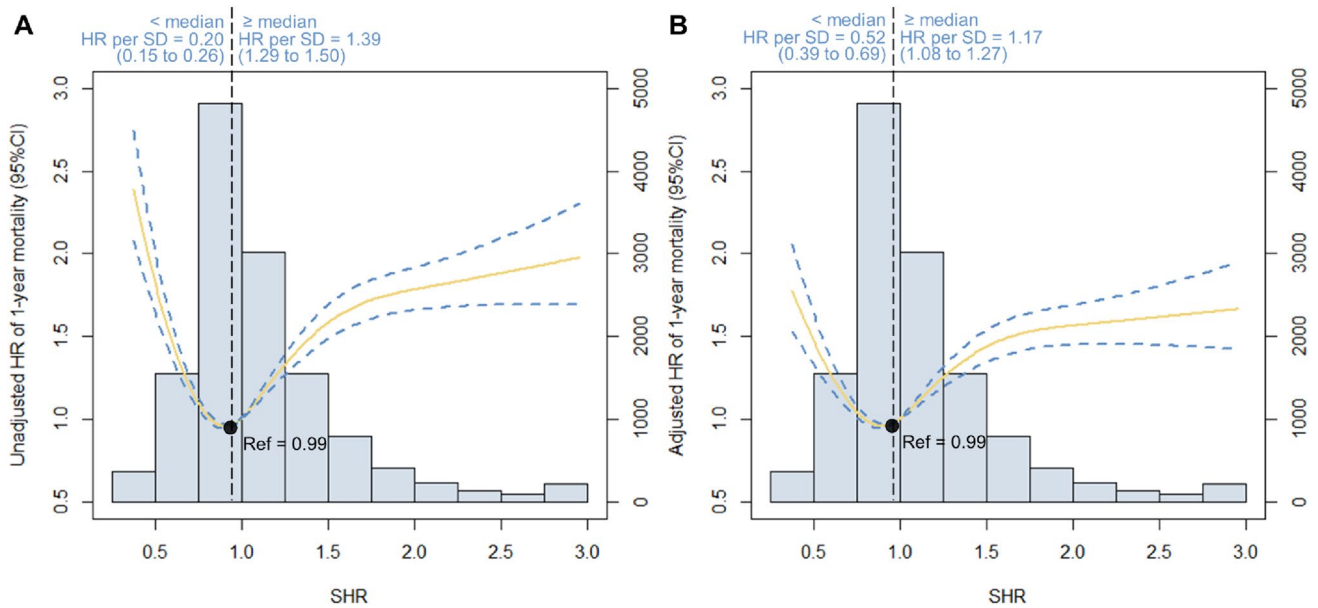 A
< median
HR per SD = 0.20
(0.15 to 0.26)
≥ median
HR per SD = 1.39
(1.29 to 1.50)
Unadjusted HR of 1-year mortality (95%CI)
3.0
2.5
2.0
1.5
1.0
0.5
5000
4000
3000
2000
1000
0
Ref = 0.99
0.5 1.0 1.5 2.0 2.5 3.0
SHR
B
< median
HR per SD = 0.52
(0.39 to 0.69)
≥ median
HR per SD = 1.17
(1.08 to 1.27)
Adjusted HR of 1-year mortality (95%CI)
3.0
2.5
2.0
1.5
1.0
0.5
5000
4000
3000
2000
1000
0
Ref = 0.99
0.5 1.0 1.5 2.0 2.5 3.0
SHR